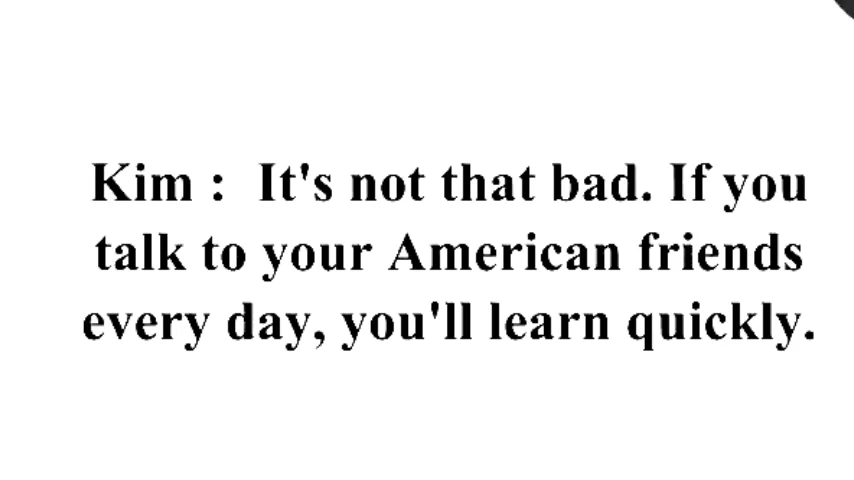 Kim :  It's not that bad. If you
talk to your American friends
every day, you'll learn quickly.